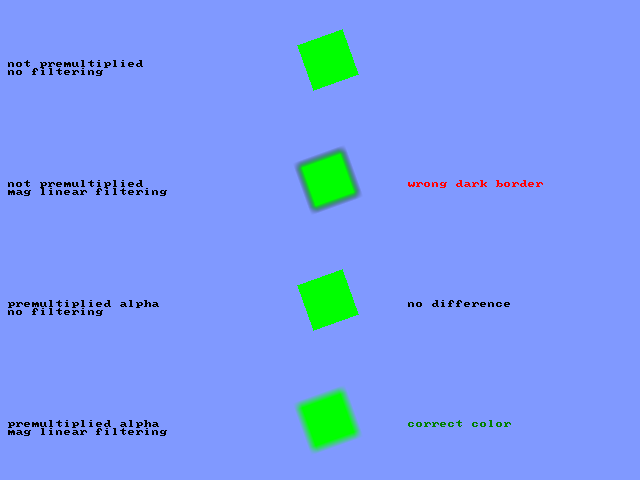 not premultiplied
no filtering
not premultiplied
mag linear filtering
wrong dark border
premultiplied alpha
no filtering
no difference
premultiplied alpha
mag linear filtering
correct color